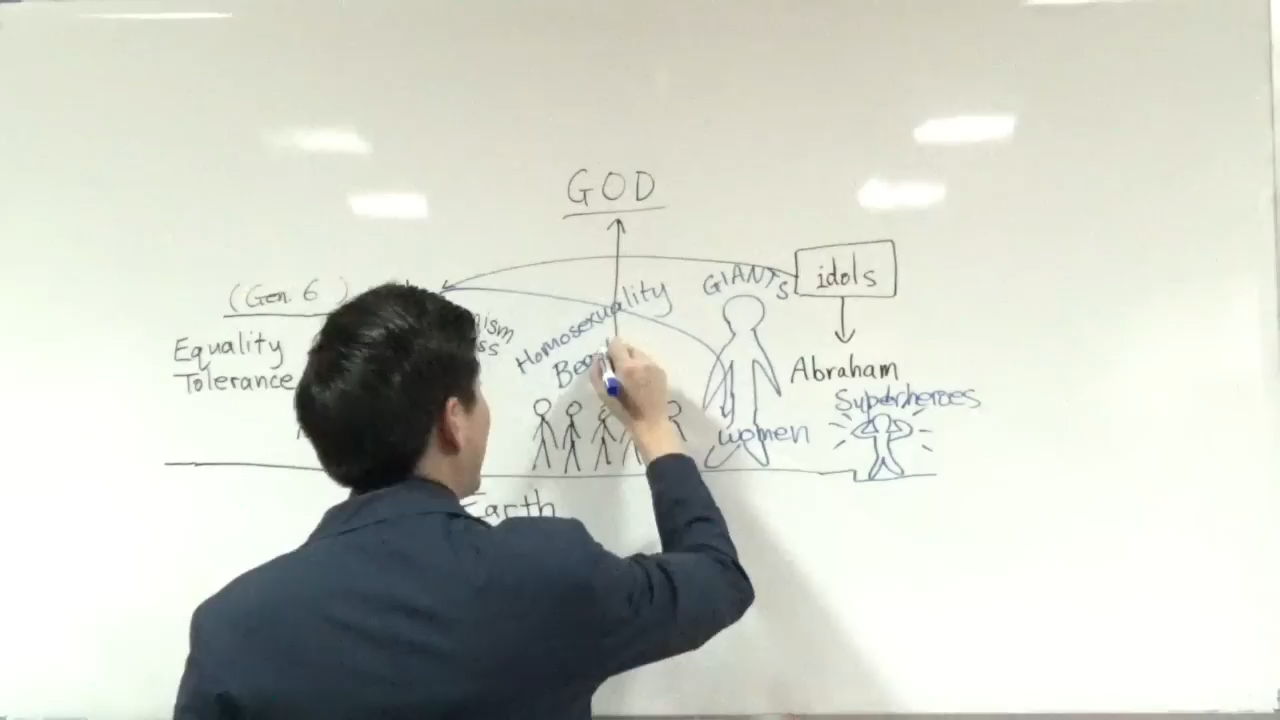 GOD
idols
(Gen 6)
GIANTS
Equality
Tolerance
Homosexuality
Abraham
Superheroes
women
Earth